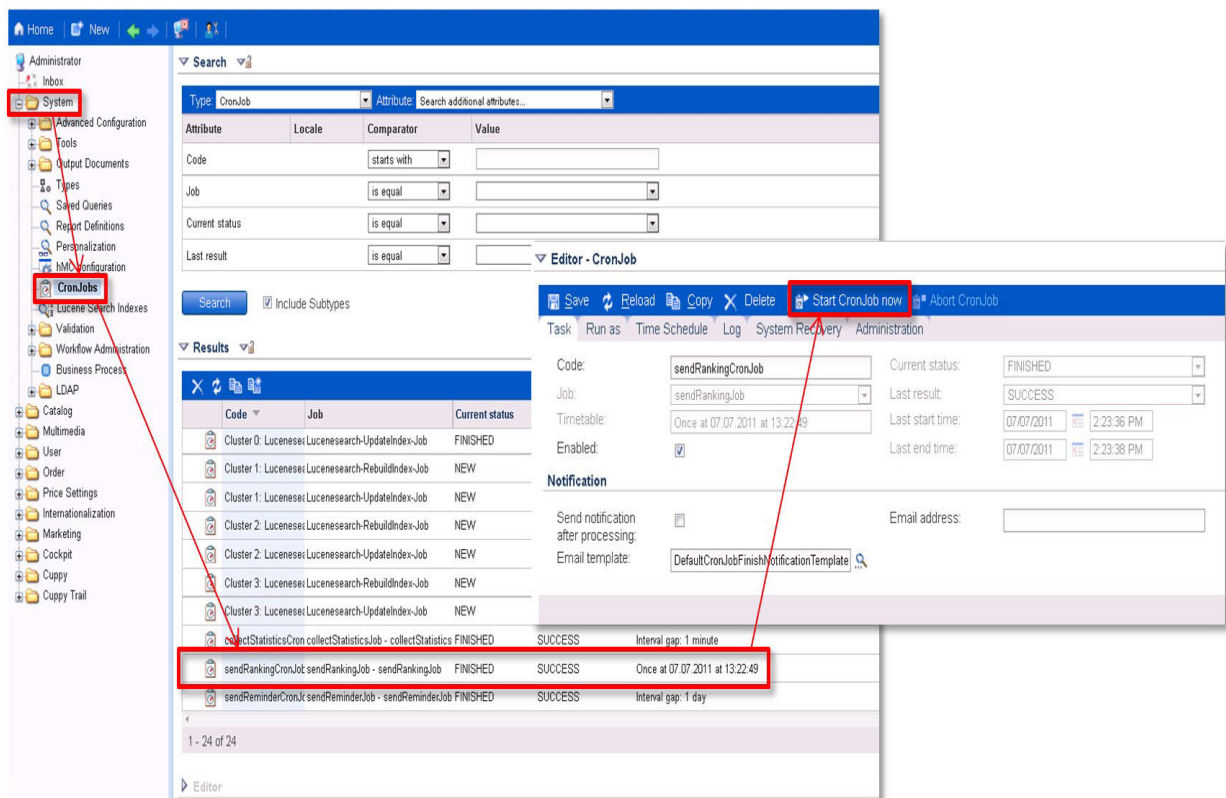 Home New
Administrator
Inbox
System
Advanced Configuration
Tools
Output Documents
Types
Saved Queries
Report Definitions
Personalization
hMC Configuration
CronJobs
Lucene Search Indexes
Validation
Workflow Administration
Business Process
LDAP
Catalog
Multimedia
User
Order
Price Settings
Internationalization
Marketing
Cockpit
Cuppy
Cuppy Trail
Search
Type: CronJob Attribute: Search additional attributes...
Attribute Locale Comparator Value
Code starts with
Job is equal
Current status is equal
Last result is equal
Search Include Subtypes
Results
Code Job Current status
Cluster 0: Lucenesea Lucenesearch-UpdateIndex-Job FINISHED
Cluster 1: Lucenesea Lucenesearch-RebuildIndex-Job NEW
Cluster 1: Lucenesea Lucenesearch-UpdateIndex-Job NEW
Cluster 2: Lucenesea Lucenesearch-RebuildIndex-Job NEW
Cluster 2: Lucenesea Lucenesearch-UpdateIndex-Job NEW
Cluster 3: Lucenesea Lucenesearch-RebuildIndex-Job NEW
Cluster 3: Lucenesea Lucenesearch-UpdateIndex-Job NEW
collectStatisticsCron collectStatisticsJob - collectStatistics FINISHED SUCCESS Interval gap: 1 minute
sendRankingCronJob sendRankingJob - sendRankingJob FINISHED SUCCESS Once at 07.07.2011 at 13:22:49
sendReminderCronJo sendReminderJob - sendReminderJob FINISHED SUCCESS Interval gap: 1 day
1 - 24 of 24
Editor
Editor - CronJob
Save Reload Copy Delete Start CronJob now Abort CronJob
Task Run as Time Schedule Log System Recovery Administration
Code: sendRankingCronJob Current status: FINISHED
Job: sendRankingJob Last result: SUCCESS
Timetable: Once at 07.07.2011 at 13:22:49 Last start time: 07/07/2011 2:23:36 PM
Enabled: Last end time: 07/07/2011 2:23:38 PM
Notification
Send notification after processing: Email address:
Email template: DefaultCronJobFinishNotificationTemplate